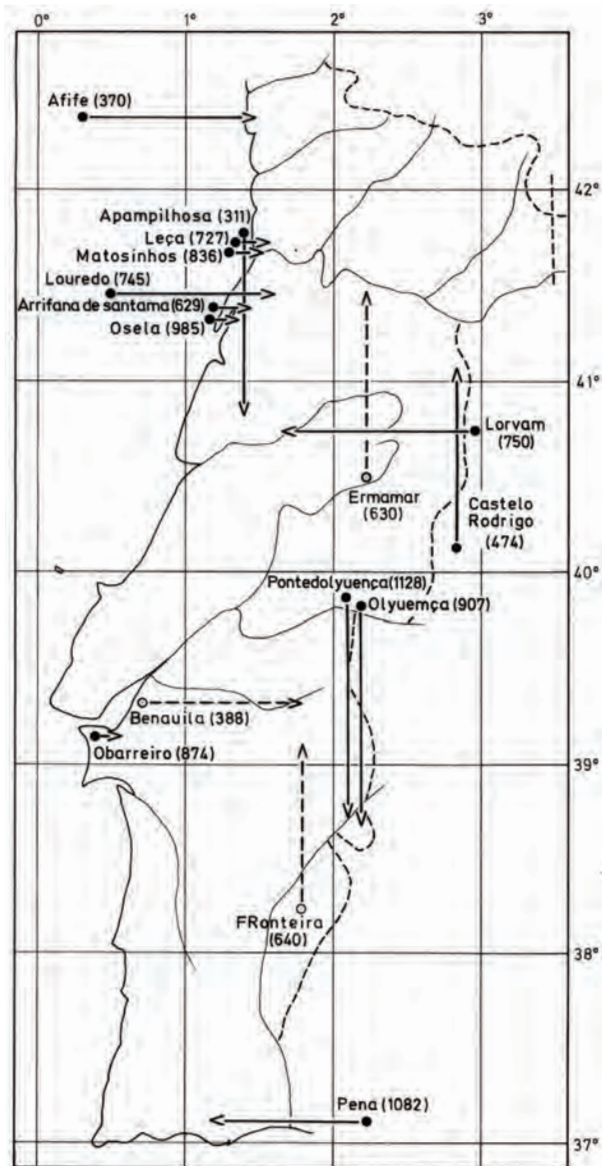 0° 1° 2° 3°
Afife (370)
42°
Apampilhosa (311)
Leça (727)
Matosinhos (836)
Louredo (745)
Arrifana de santama (629)
Osela (985)
41°
Lorvam
(750)
Ermamar
(630)
Castelo
Rodrigo
(474)
40°
Pontedolyuença(1128)
Olyuemça (907)
Benauila (388)
Obarreiro (874)
39°
FRonteira
(640)
38°
Pena (1082)
37°